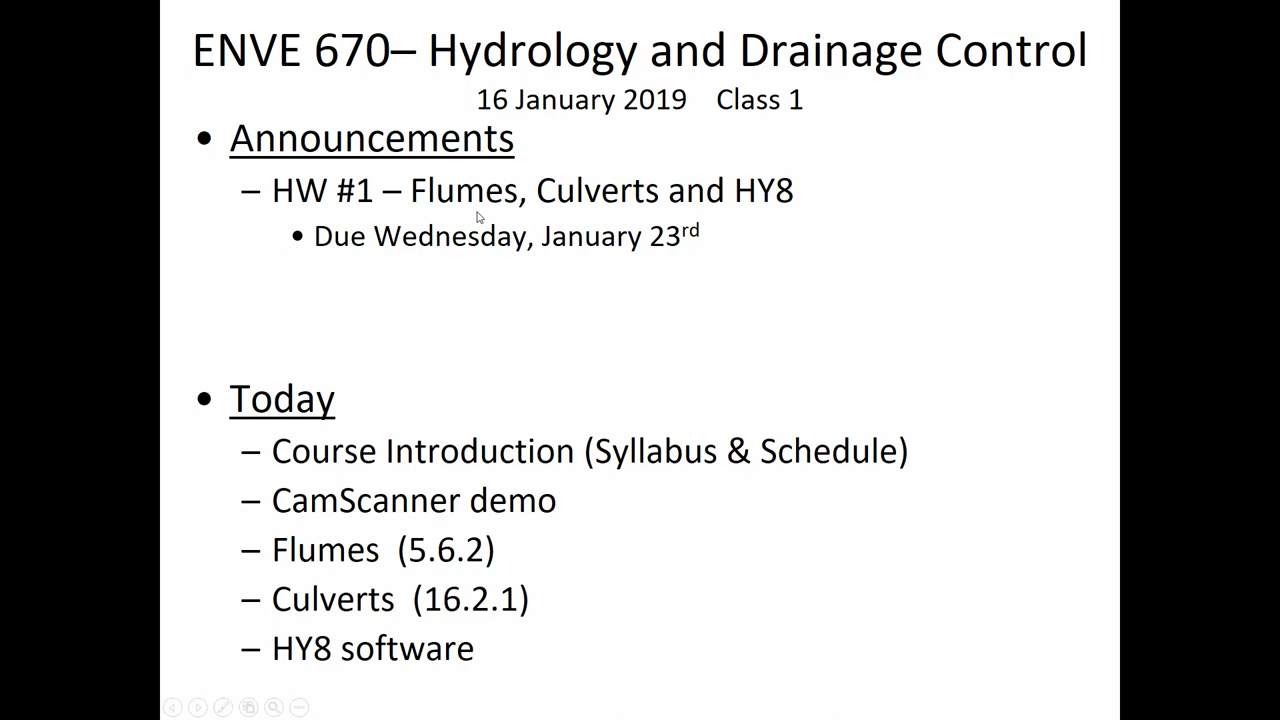 ENVE 670– Hydrology and Drainage Control
16 January 2019 Class 1
• Announcements
– HW #1 – Flumes, Culverts and HY8
• Due Wednesday, January 23rd
• Today
– Course Introduction (Syllabus & Schedule)
– CamScanner demo
– Flumes (5.6.2)
– Culverts (16.2.1)
– HY8 software